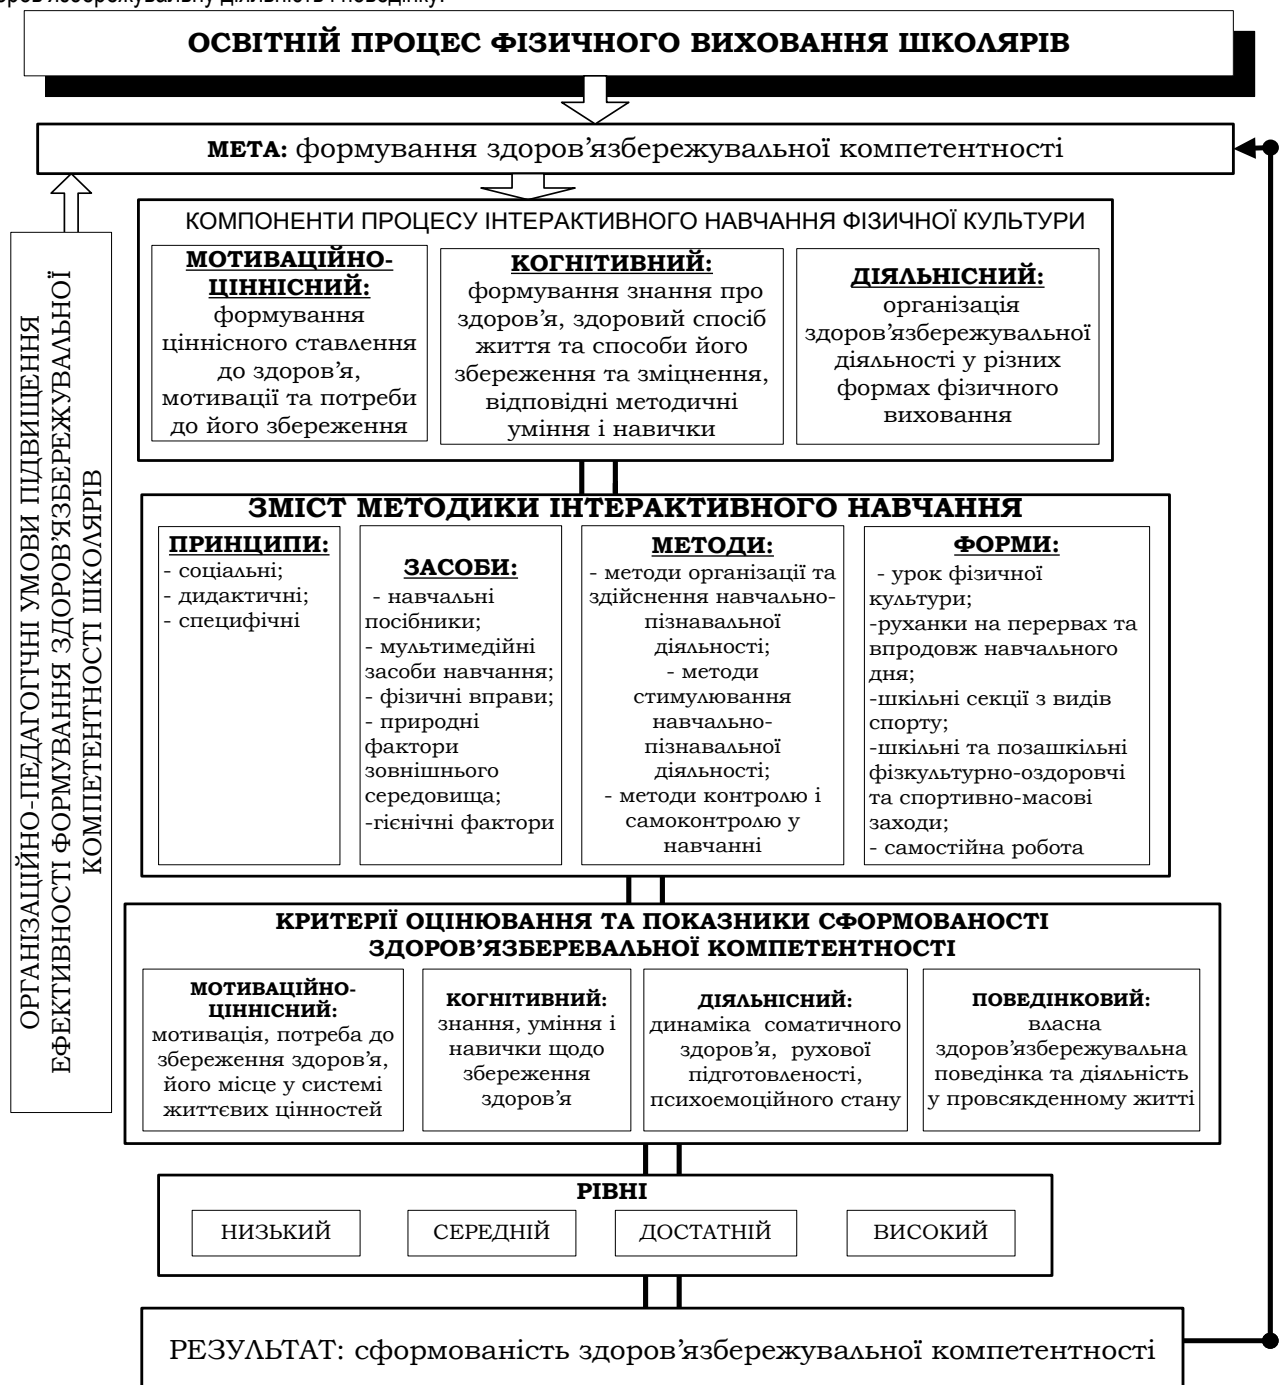 оров'язбережувальну діяльність і поведінку.
ОСВІТНІЙ ПРОЦЕС ФІЗИЧНОГО ВИХОВАННЯ ШКОЛЯРІВ
МЕТА: формування здоров'язбережувальної компетентності
ОРГАНІЗАЦІЙНО-ПЕДАГОГІЧНІ УМОВИ ПІДВИЩЕННЯ
ЕФЕКТИВНОСТІ ФОРМУВАННЯ ЗДОРОВ'ЯЗБЕРЕЖУВАЛЬНОЇ
КОМПЕТЕНТНОСТІ ШКОЛЯРІВ
КОМПОНЕНТИ ПРОЦЕСУ ІНТЕРАКТИВНОГО НАВЧАННЯ ФІЗИЧНОЇ КУЛЬТУРИ
МОТИВАЦІЙНО-
ЦІННІСНИЙ:
формування
ціннісного ставлення
до здоров'я,
мотивації та потреби
до його збереження
КОГНІТИВНИЙ:
формування знання про
здоров'я, здоровий спосіб
життя та способи його
збереження та зміцнення,
відповідні методичні
уміння і навички
ДІЯЛЬНІСНИЙ:
організація
здоров'язбережувальної
діяльності у різних
формах фізичного
виховання
ЗМІСТ МЕТОДИКИ ІНТЕРАКТИВНОГО НАВЧАННЯ
ПРИНЦИПИ:
- соціальні;
- дидактичні;
- специфічні
ЗАСОБИ:
- навчальні
посібники;
- мультимедійні
засоби навчання;
- фізичні вправи;
- природні
фактори
зовнішнього
середовища;
-гігієнічні фактори
МЕТОДИ:
- методи організації та
здійснення навчально-
пізнавальної
діяльності;
- методи
стимулювання
навчально-
пізнавальної
діяльності;
- методи контролю і
самоконтролю у
навчанні
ФОРМИ:
- урок фізичної
культури;
-руханки на перервах та
впродовж навчального
дня;
-шкільні секції з видів
спорту;
-шкільні та позашкільні
фізкультурно-оздоровчі
та спортивно-масові
заходи;
- самостійна робота
КРИТЕРІЇ ОЦІНЮВАННЯ ТА ПОКАЗНИКИ СФОРМОВАНОСТІ
ЗДОРОВ'ЯЗБЕРЕВАЛЬНОЇ КОМПЕТЕНТНОСТІ
МОТИВАЦІЙНО-
ЦІННІСНИЙ:
мотивація, потреба до
збереження здоров'я,
його місце у системі
життєвих цінностей
КОГНІТИВНИЙ:
знання, уміння і
навички щодо
збереження
здоров'я
ДІЯЛЬНІСНИЙ:
динаміка соматичного
здоров'я, рухової
підготовленості,
психоемоційного стану
ПОВЕДІНКОВИЙ:
власна
здоров'язбережувальна
поведінка та діяльність
у провсякденному житті
РІВНІ
НИЗЬКИЙ
СЕРЕДНІЙ
ДОСТАТНІЙ
ВИСОКИЙ
РЕЗУЛЬТАТ: сформованість здоров'язбережувальної компетентності